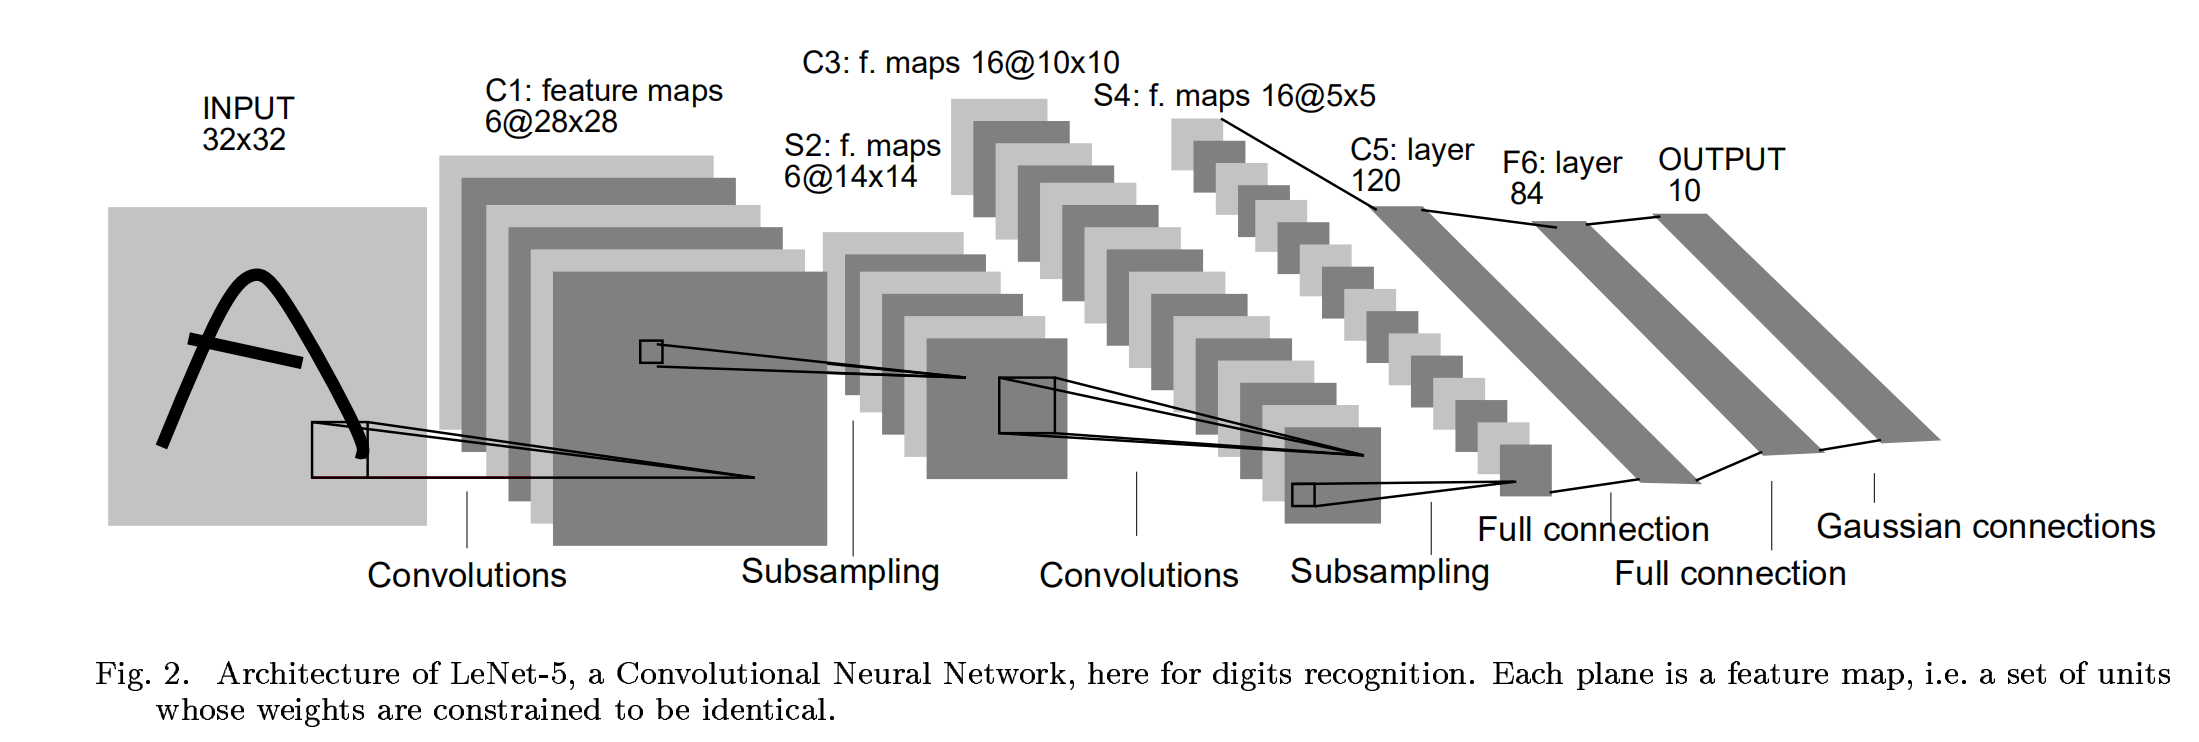 INPUT
32x32
C1: feature maps
6@28x28
S2: f. maps
6@14x14
C3: f. maps 16@10x10
S4: f. maps 16@5x5
C5: layer
120
F6: layer
84
OUTPUT
10
Convolutions
Subsampling
Convolutions
Subsampling
Full connection
Full connection
Gaussian connections
Fig. 2. Architecture of LeNet-5, a Convolutional Neural Network, here for digits recognition. Each plane is a feature map, i.e. a set of units
whose weights are constrained to be identical.